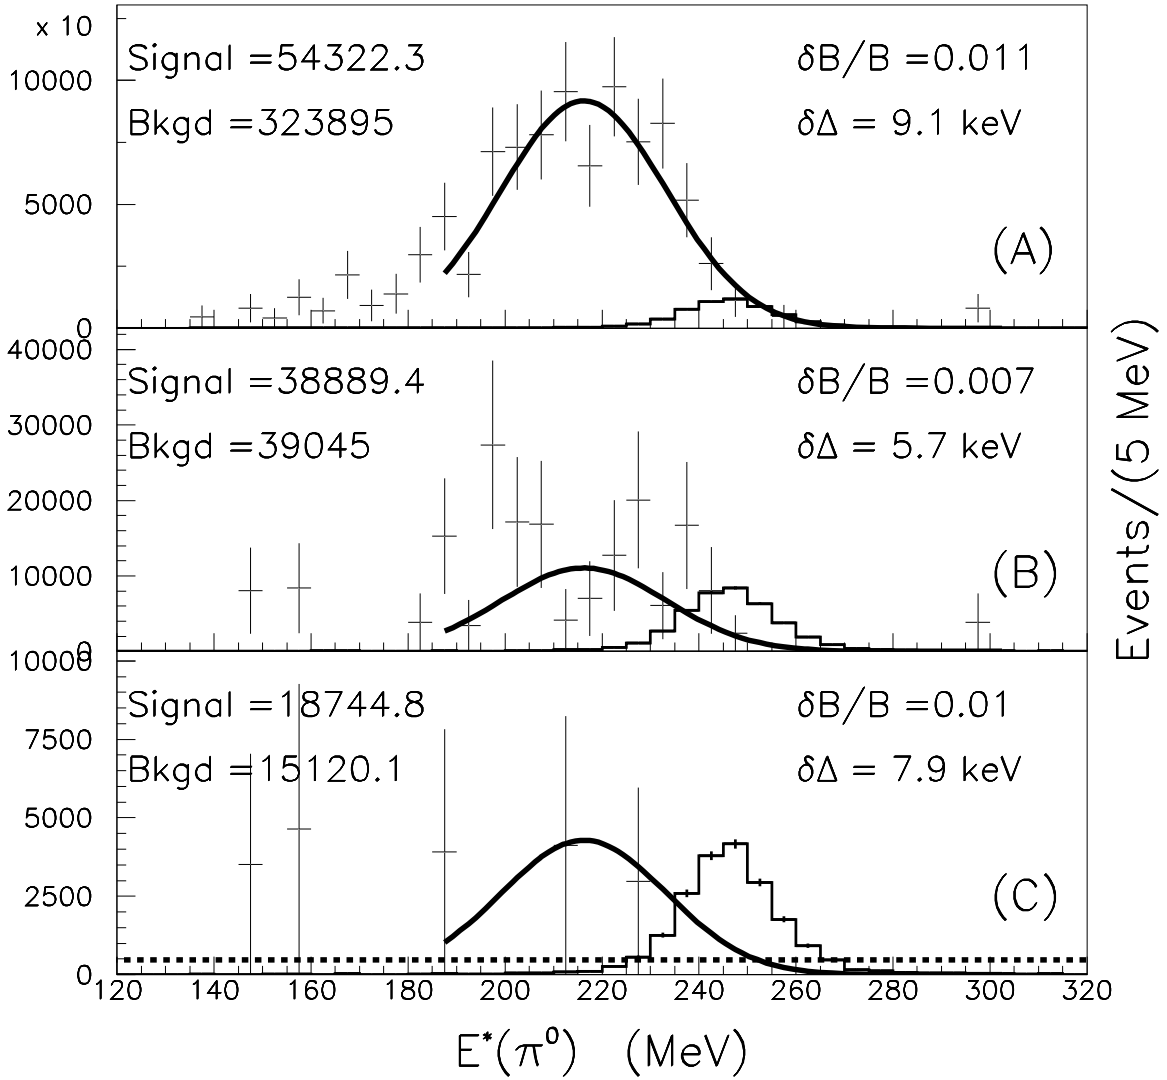 x 10
Signal =54322.3
δB/B =0.011
10000
Bkgd =323895
δΔ = 9.1 keV
5000
(A)
0
40000
Signal =38889.4
δB/B =0.007
30000
Bkgd =39045
δΔ = 5.7 keV
20000
(B)
10000
0
10000
Signal =18744.8
δB/B =0.01
7500
Bkgd =15120.1
δΔ = 7.9 keV
5000
2500
(C)
0
120 140 160 180 200 220 240 260 280 300 320
E*(π⁰) (MeV)
Events/(5 MeV)